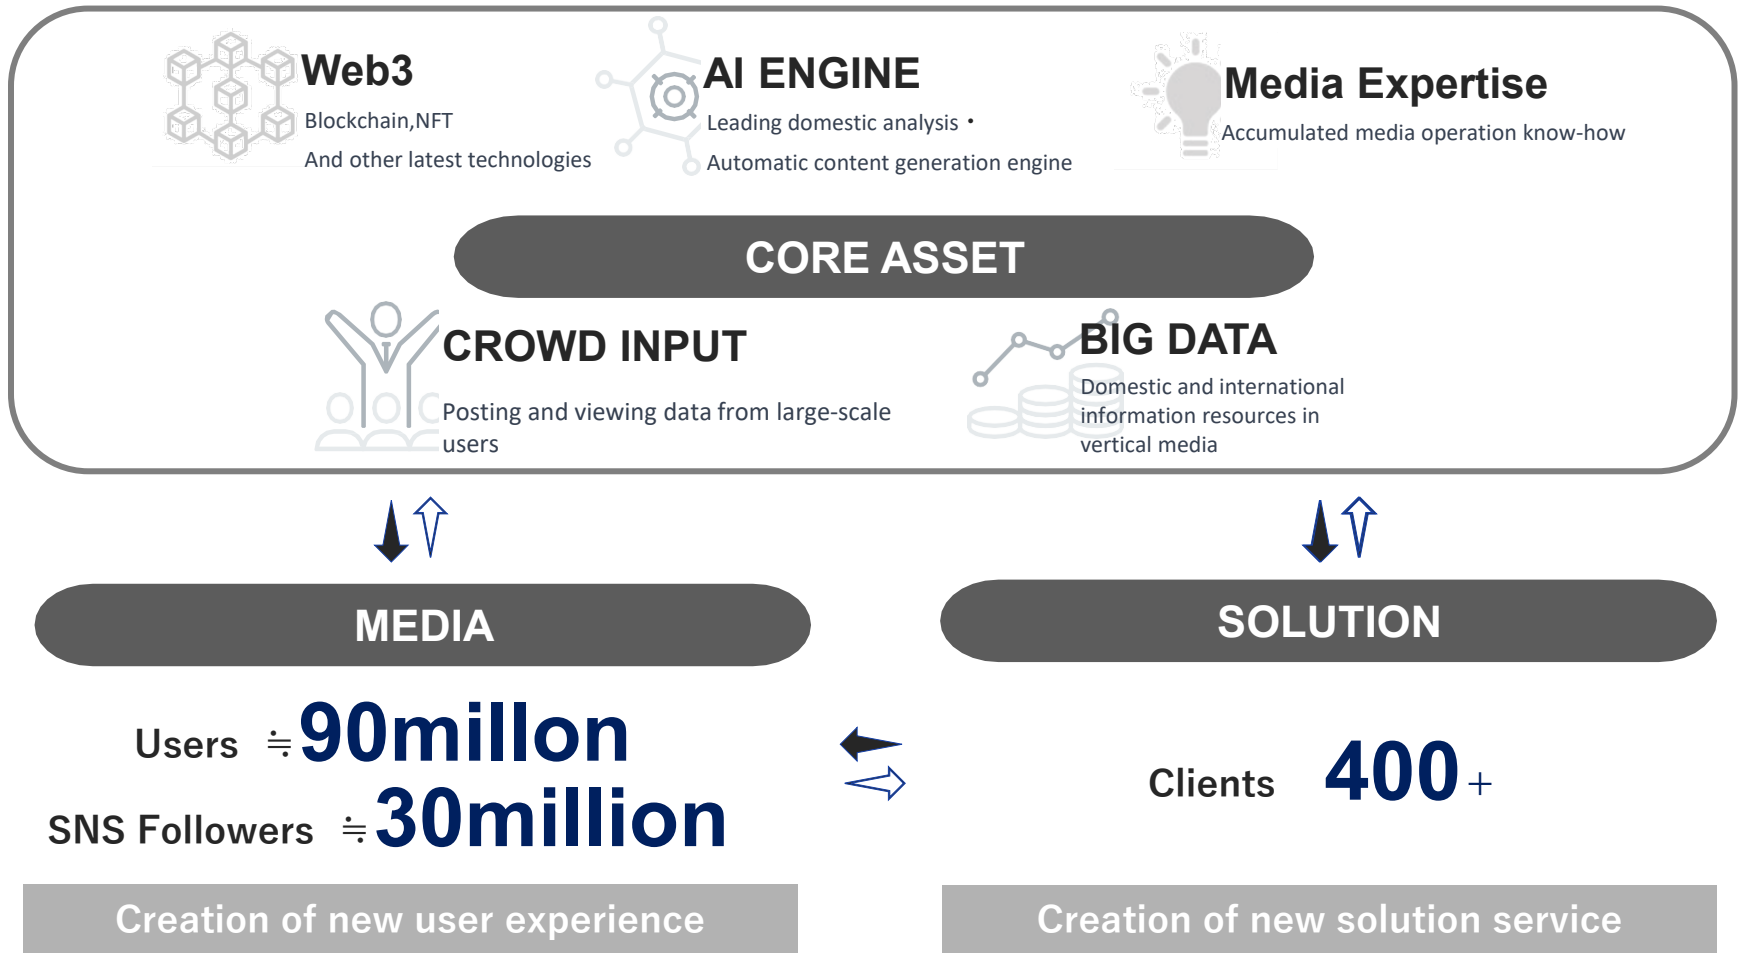 Web3
Blockchain,NFT
And other latest technologies
AI ENGINE
Leading domestic analysis・
Automatic content generation engine
Media Expertise
Accumulated media operation know-how
CORE ASSET
CROWD INPUT
Posting and viewing data from large-scale
users
BIG DATA
Domestic and international
information resources in
vertical media
MEDIA
Users ≒90millon
SNS Followers ≒30million
Creation of new user experience
SOLUTION
Clients 400+
Creation of new solution service